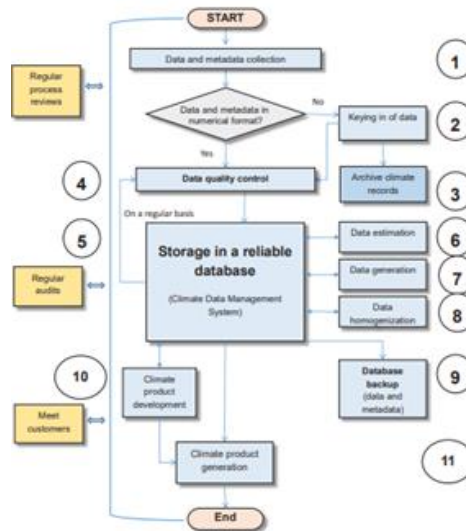 START
Data and metadata collection
1
Regular
process
reviews
Data and metadata in
numerical format?
No
Keying in of data
2
Yes
4
Data quality control
Archive climate
records
3
On a regular basis
5
Storage in a reliable
database
(Climate Data Management
System)
Data estimation
6
Regular
audits
Data generation
7
Data
homogenization
8
10
Climate
product
development
Database
backup
(data and
metadata)
9
Meet
customers
Climate product
generation
11
End